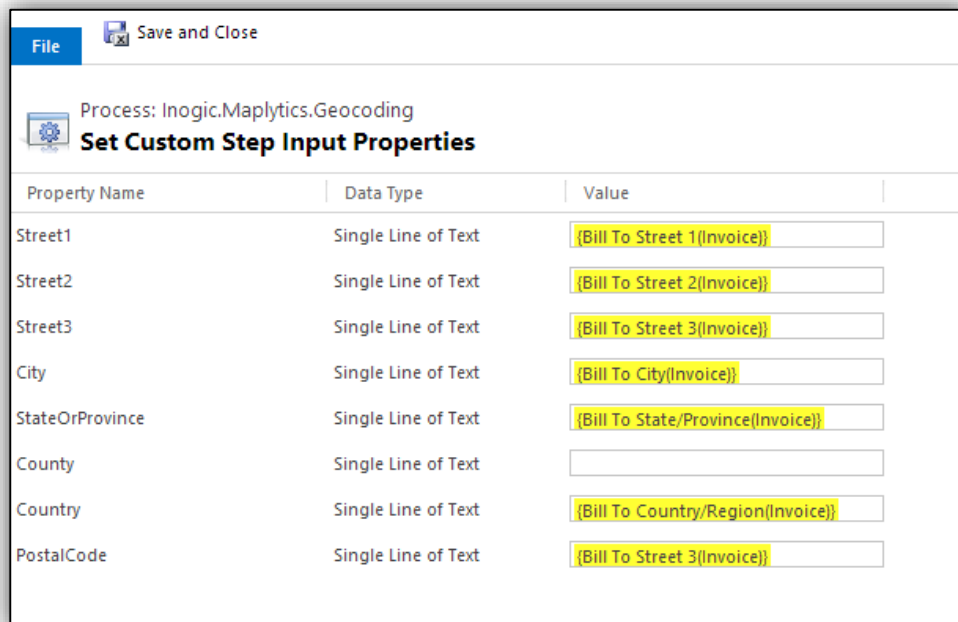 File Save and Close
Process: Inogic.Maplytics.Geocoding
Set Custom Step Input Properties
Property Name Data Type Value
Street1 Single Line of Text {Bill To Street 1(Invoice)}
Street2 Single Line of Text {Bill To Street 2(Invoice)}
Street3 Single Line of Text {Bill To Street 3(Invoice)}
City Single Line of Text {Bill To City(Invoice)}
StateOrProvince Single Line of Text {Bill To State/Province(Invoice)}
County Single Line of Text
Country Single Line of Text {Bill To Country/Region(Invoice)}
PostalCode Single Line of Text {Bill To Street 3(Invoice)}